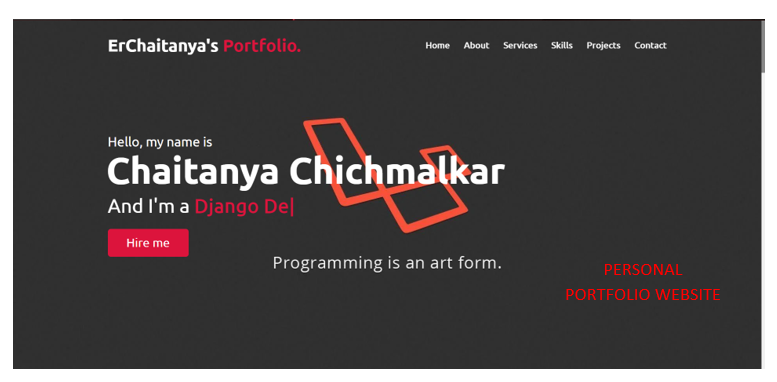 ErChaitanya's Portfolio.
Home About Services Skills Projects Contact
Hello, my name is
Chaitanya Chichmalkar
And I'm a Django De|
Hire me
Programming is an art form.
PERSONAL
PORTFOLIO WEBSITE